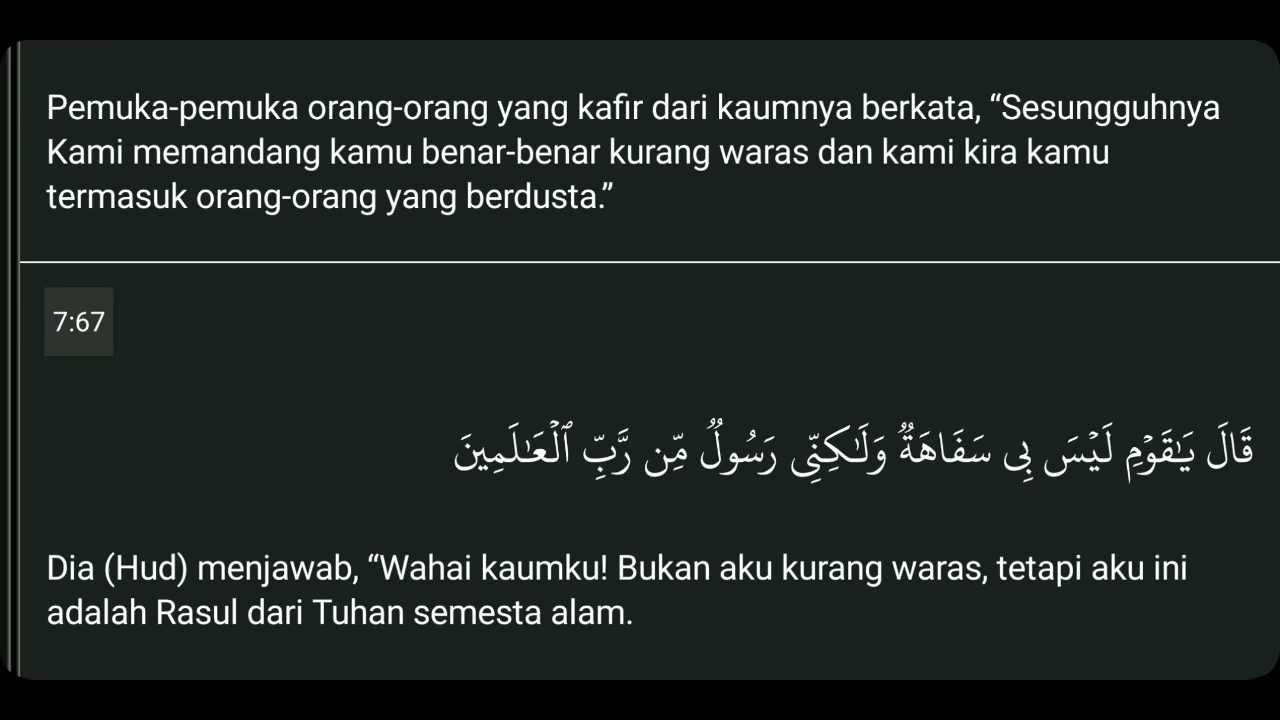 Pemuka-pemuka orang-orang yang kafir dari kaumnya berkata, “Sesungguhnya
Kami memandang kamu benar-benar kurang waras dan kami kira kamu
termasuk orang-orang yang berdusta.”
7:67
قَالَ يَـٰقَوْمِ لَيْسَ بِى سَفَاهَةٌ وَلَـٰكِنِّى رَسُولٌ مِّن رَّبِّ ٱلْعَـٰلَمِينَ
Dia (Hud) menjawab, “Wahai kaumku! Bukan aku kurang waras, tetapi aku ini
adalah Rasul dari Tuhan semesta alam.